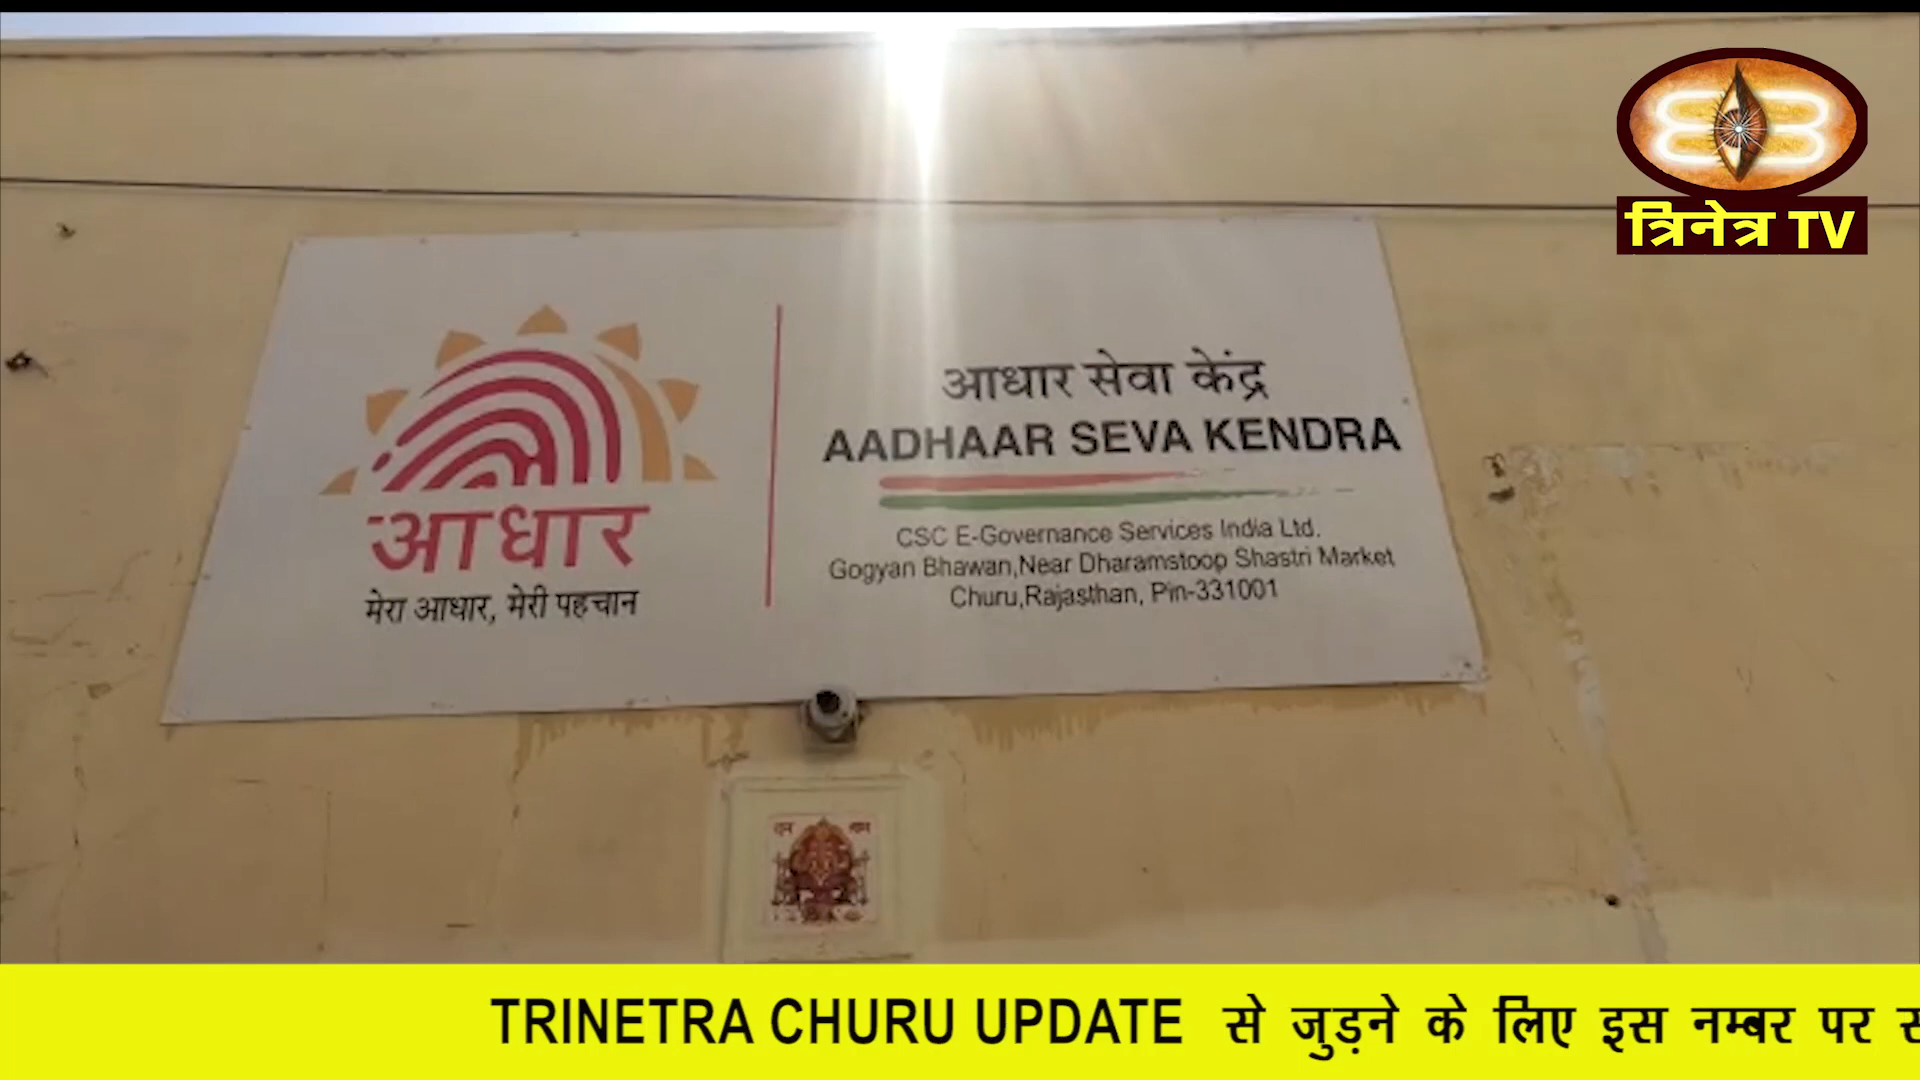 त्रिनेत्र TV
आधार
मेरा आधार, मेरी पहचान
आधार सेवा केंद्र
AADHAAR SEVA KENDRA
CSC E-Governance Services India Ltd.
Gogyan Bhawan,Near Dharamstoop Shastri Market
Churu,Rajasthan, Pin-331001
TRINETRA CHURU UPDATE से जुड़ने के लिए इस नम्बर पर